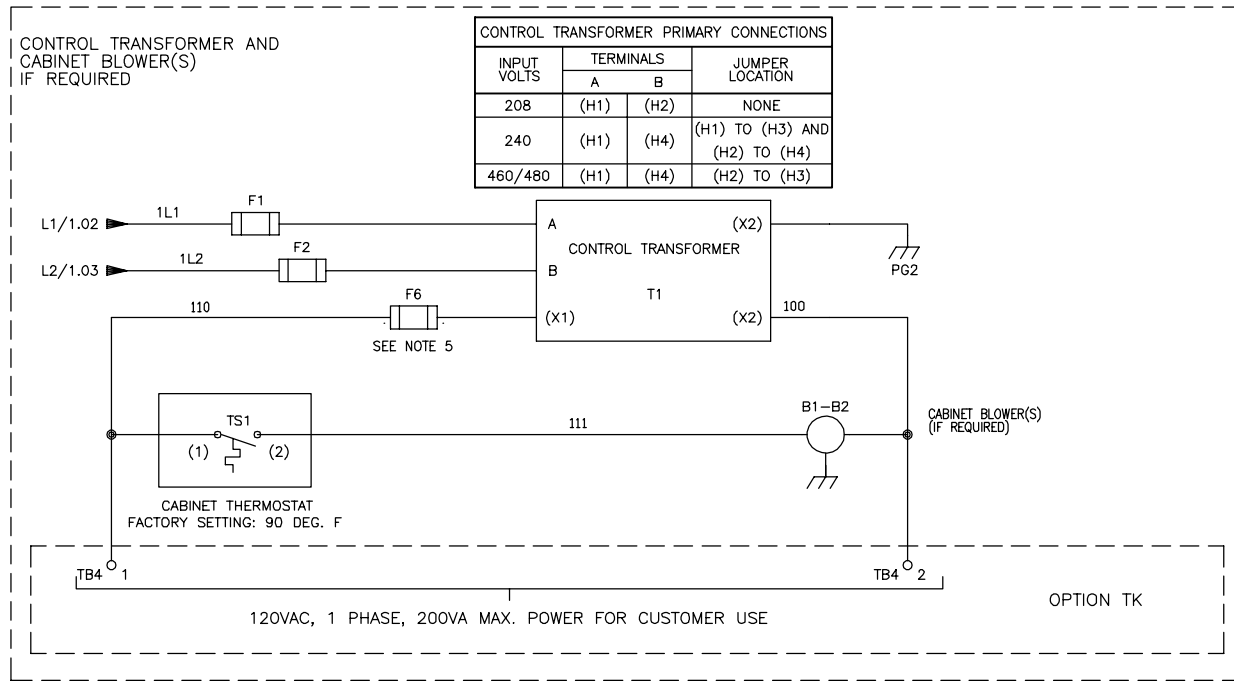 CONTROL TRANSFORMER AND
CABINET BLOWER(S)
IF REQUIRED
CONTROL TRANSFORMER PRIMARY CONNECTIONS
INPUT VOLTS TERMINALS JUMPER LOCATION
A B
208 (H1) (H2) NONE
240 (H1) (H4) (H1) TO (H3) AND
(H2) TO (H4)
460/480 (H1) (H4) (H2) TO (H3)
L1/1.02 1L1 F1 A (X2)
CONTROL TRANSFORMER
L2/1.03 1L2 F2 B PG2
T1
110 F6 (X1) (X2) 100
SEE NOTE 5
TS1 111 B1-B2 CABINET BLOWER(S)
(IF REQUIRED)
(1) (2)
CABINET THERMOSTAT
FACTORY SETTING: 90 DEG. F
TB4 1 TB4 2
120VAC, 1 PHASE, 200VA MAX. POWER FOR CUSTOMER USE
OPTION TK